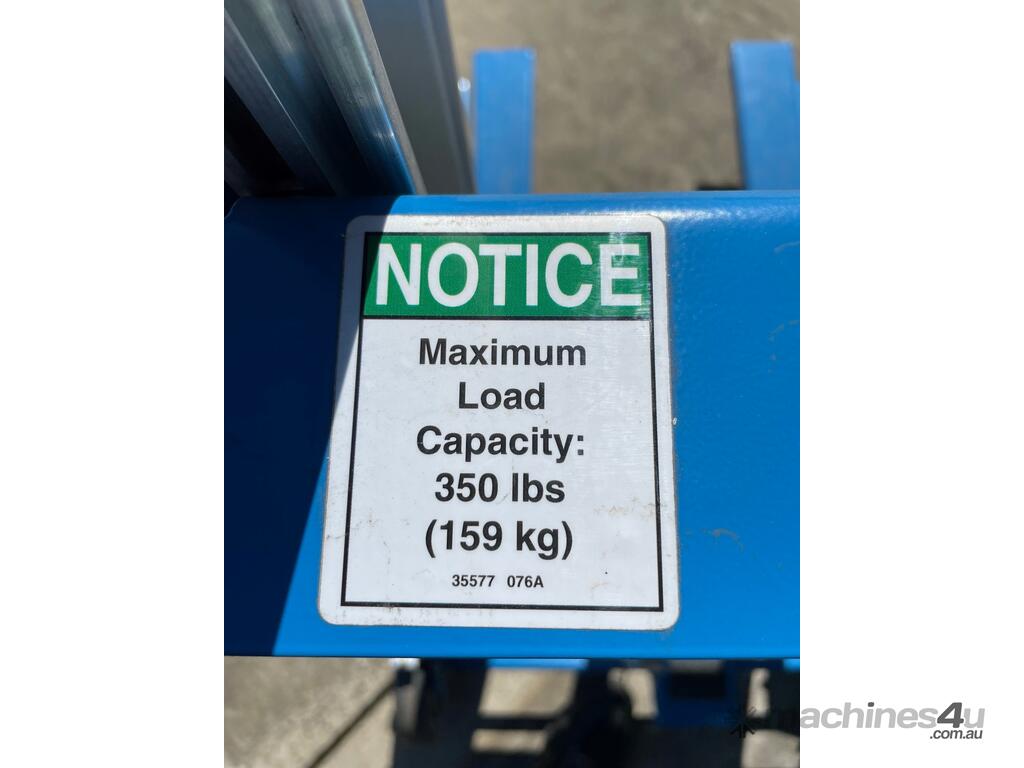 NOTICE
Maximum
Load
Capacity:
350 lbs
(159 kg)
35577 076A
machines4u
.com.au